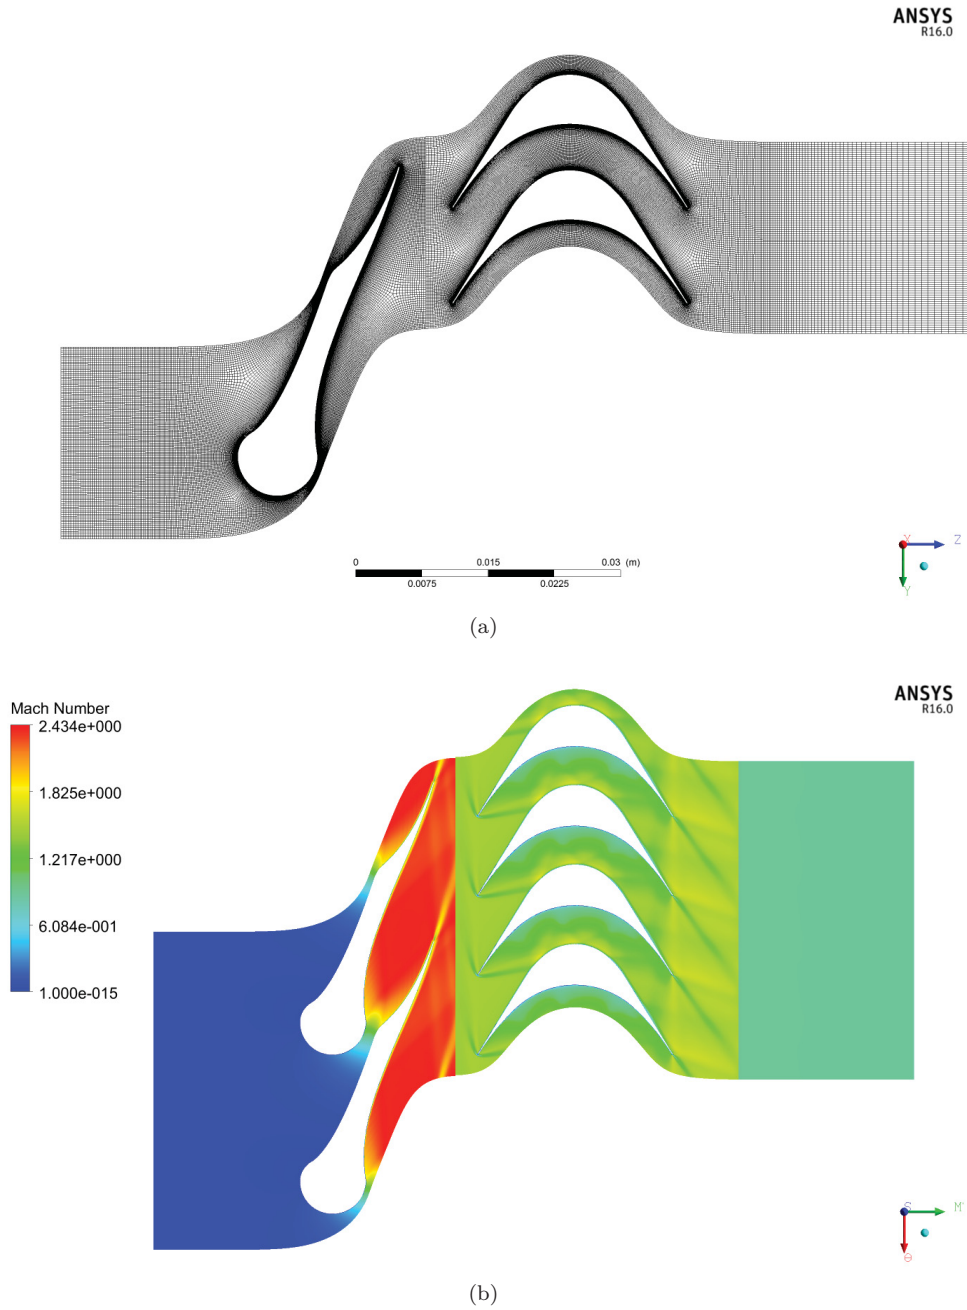 ANSYS
R16.0
0 0.015 0.03 (m)
0.0075 0.0225
Y Z
Y
(a)
Mach Number
2.434e+000
1.825e+000
1.217e+000
6.084e-001
1.000e-015
ANSYS
R16.0
S M'
Θ
(b)